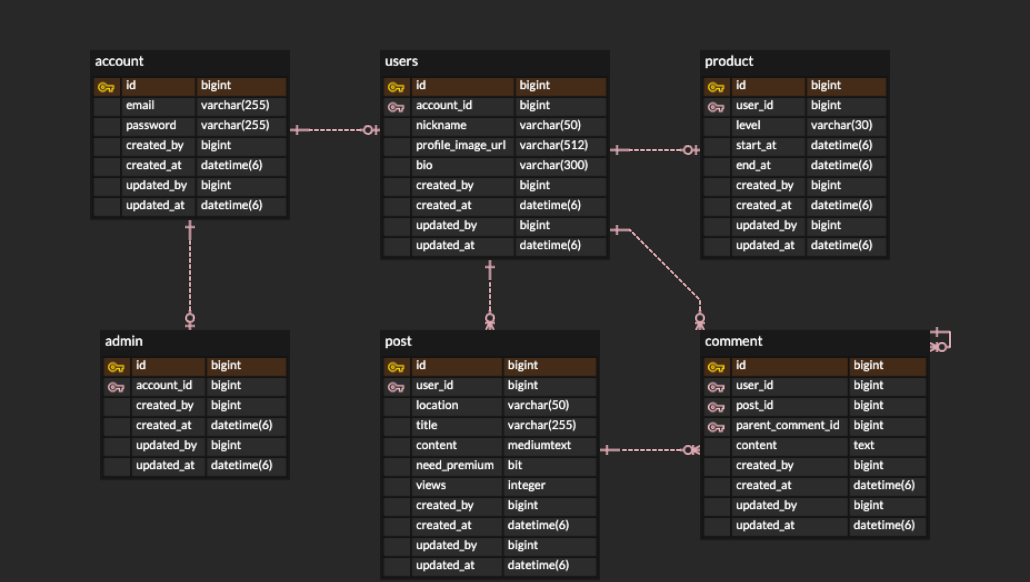 account
id bigint
email varchar(255)
password varchar(255)
created_by bigint
created_at datetime(6)
updated_by bigint
updated_at datetime(6)
users
id bigint
account_id bigint
nickname varchar(50)
profile_image_url varchar(512)
bio varchar(300)
created_by bigint
created_at datetime(6)
updated_by bigint
updated_at datetime(6)
product
id bigint
user_id bigint
level varchar(30)
start_at datetime(6)
end_at datetime(6)
created_by bigint
created_at datetime(6)
updated_by bigint
updated_at datetime(6)
admin
id bigint
account_id bigint
created_by bigint
created_at datetime(6)
updated_by bigint
updated_at datetime(6)
post
id bigint
user_id bigint
location varchar(50)
title varchar(255)
content mediumtext
need_premium bit
views integer
created_by bigint
created_at datetime(6)
updated_by bigint
updated_at datetime(6)
comment
id bigint
user_id bigint
post_id bigint
parent_comment_id bigint
content text
created_by bigint
created_at datetime(6)
updated_by bigint
updated_at datetime(6)